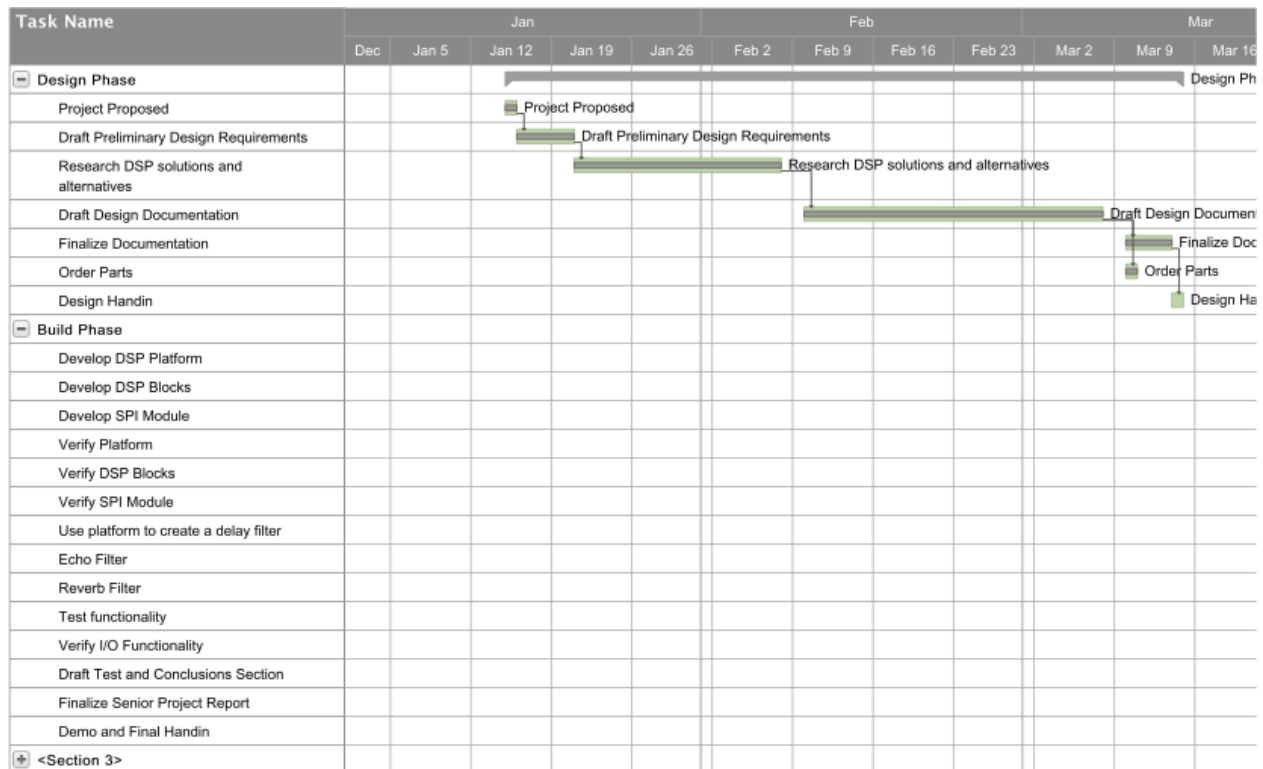 Task Name
Jan Feb Mar
Dec Jan 5 Jan 12 Jan 19 Jan 26 Feb 2 Feb 9 Feb 16 Feb 23 Mar 2 Mar 9 Mar 16
Design Phase Design Ph
Project Proposed Project Proposed
Draft Preliminary Design Requirements Draft Preliminary Design Requirements
Research DSP solutions and Research DSP solutions and alternatives
alternatives
Draft Design Documentation Draft Design Documen
Finalize Documentation Finalize Doc
Order Parts Order Parts
Design Handin Design Ha
Build Phase
Develop DSP Platform
Develop DSP Blocks
Develop SPI Module
Verify Platform
Verify DSP Blocks
Verify SPI Module
Use platform to create a delay filter
Echo Filter
Reverb Filter
Test functionality
Verify I/O Functionality
Draft Test and Conclusions Section
Finalize Senior Project Report
Demo and Final Handin
<Section 3>